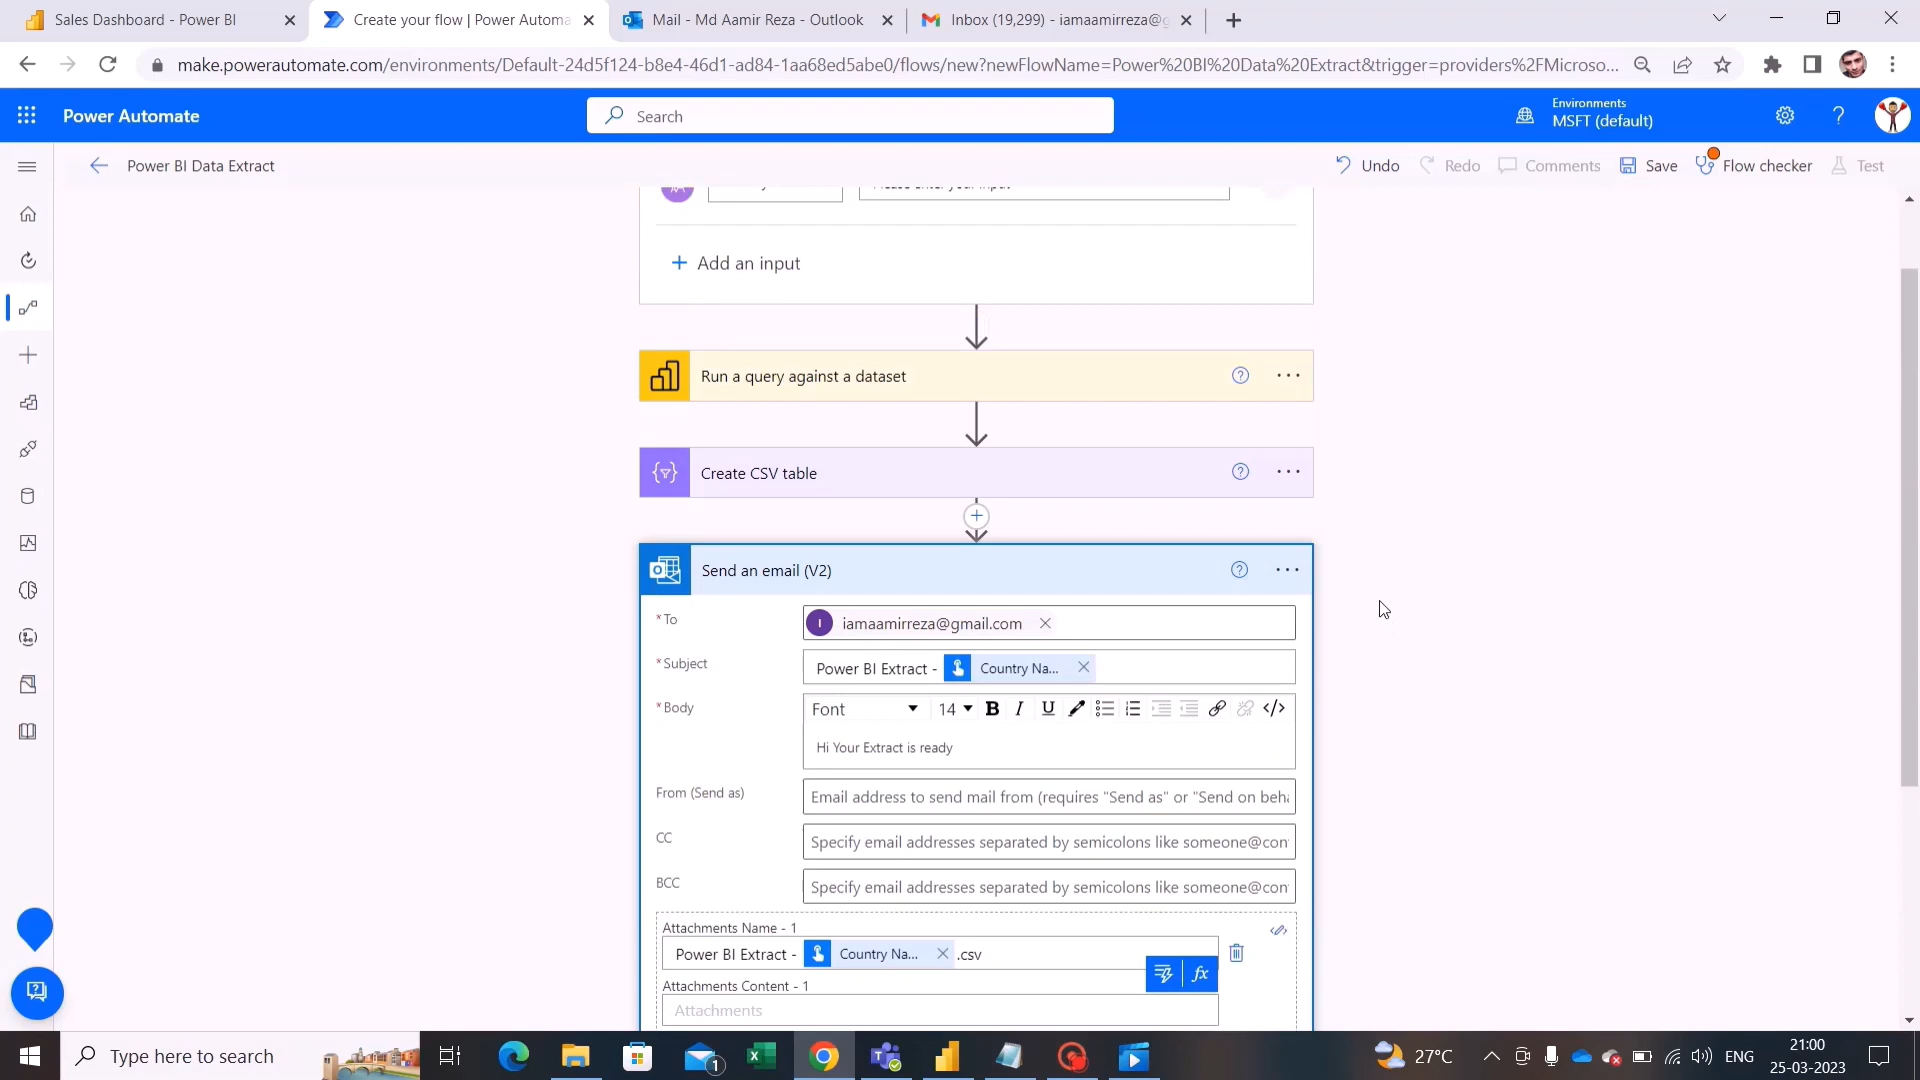 Sales Dashboard - Power BI
Create your flow | Power Automa
Mail - Md Aamir Reza - Outlook
Inbox (19,299) - iamaamirreza@g
make.powerautomate.com/environments/Default-24d5f124-b8e4-46d1-ad84-1aa68ed5abe0/flows/new?newFlowName=Power%20BI%20Data%20Extract&trigger=providers%2FMicroso...
Power Automate
Search
Environments
MSFT (default)
Power BI Data Extract
Undo
Redo
Comments
Save
Flow checker
Test
Please enter your input
+ Add an input
Run a query against a dataset
Create CSV table
Send an email (V2)
* To
iamaamirreza@gmail.com
* Subject
Power BI Extract - Country Na...
* Body
Font
14
Hi Your Extract is ready
From (Send as)
Email address to send mail from (requires "Send as" or "Send on beha
CC
Specify email addresses separated by semicolons like someone@con
BCC
Specify email addresses separated by semicolons like someone@con
Attachments Name - 1
Power BI Extract - Country Na... .csv
fx
Attachments Content - 1
Attachments
Type here to search
1
27°C
ENG
21:00
25-03-2023